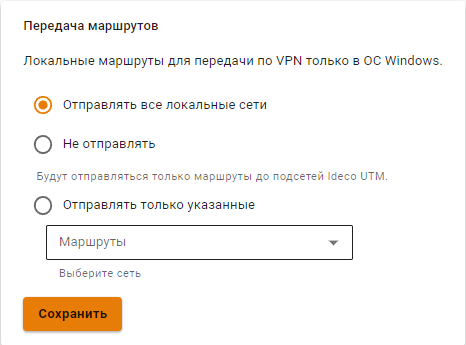 Передача маршрутов
Локальные маршруты для передачи по VPN только в ОС Windows.
Отправлять все локальные сети
Не отправлять
Будут отправляться только маршруты до подсетей Ideco UTM.
Отправлять только указанные
Маршруты
Выберите сеть
Сохранить